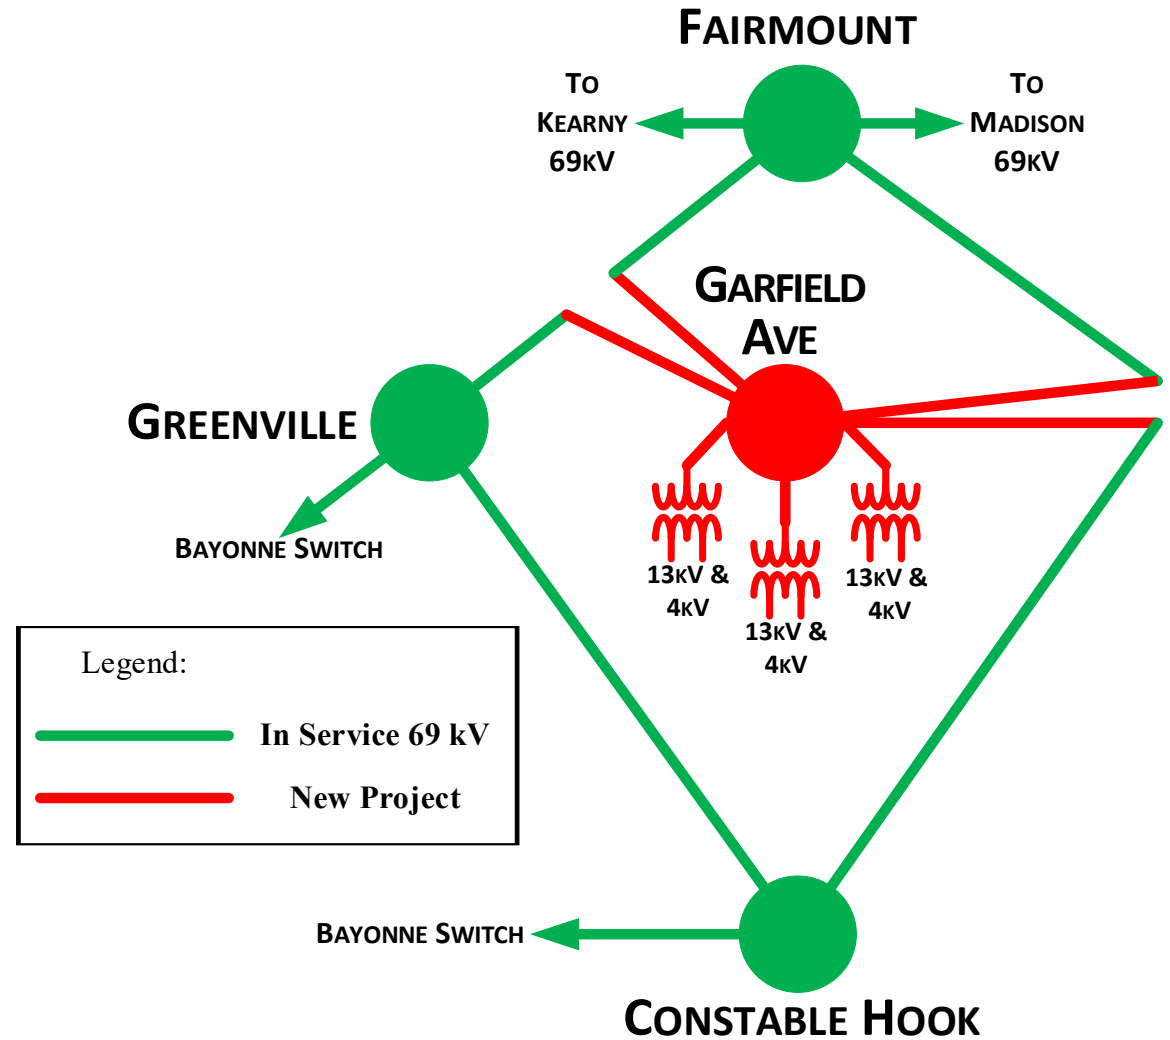 FAIRMOUNT
TO
KEARNY
69KV
TO
MADISON
69KV
GARFIELD
AVE
GREENVILLE
BAYONNE SWITCH
13KV &
4KV
13KV &
4KV
13KV &
4KV
Legend:
In Service 69 kV
New Project
BAYONNE SWITCH
CONSTABLE HOOK